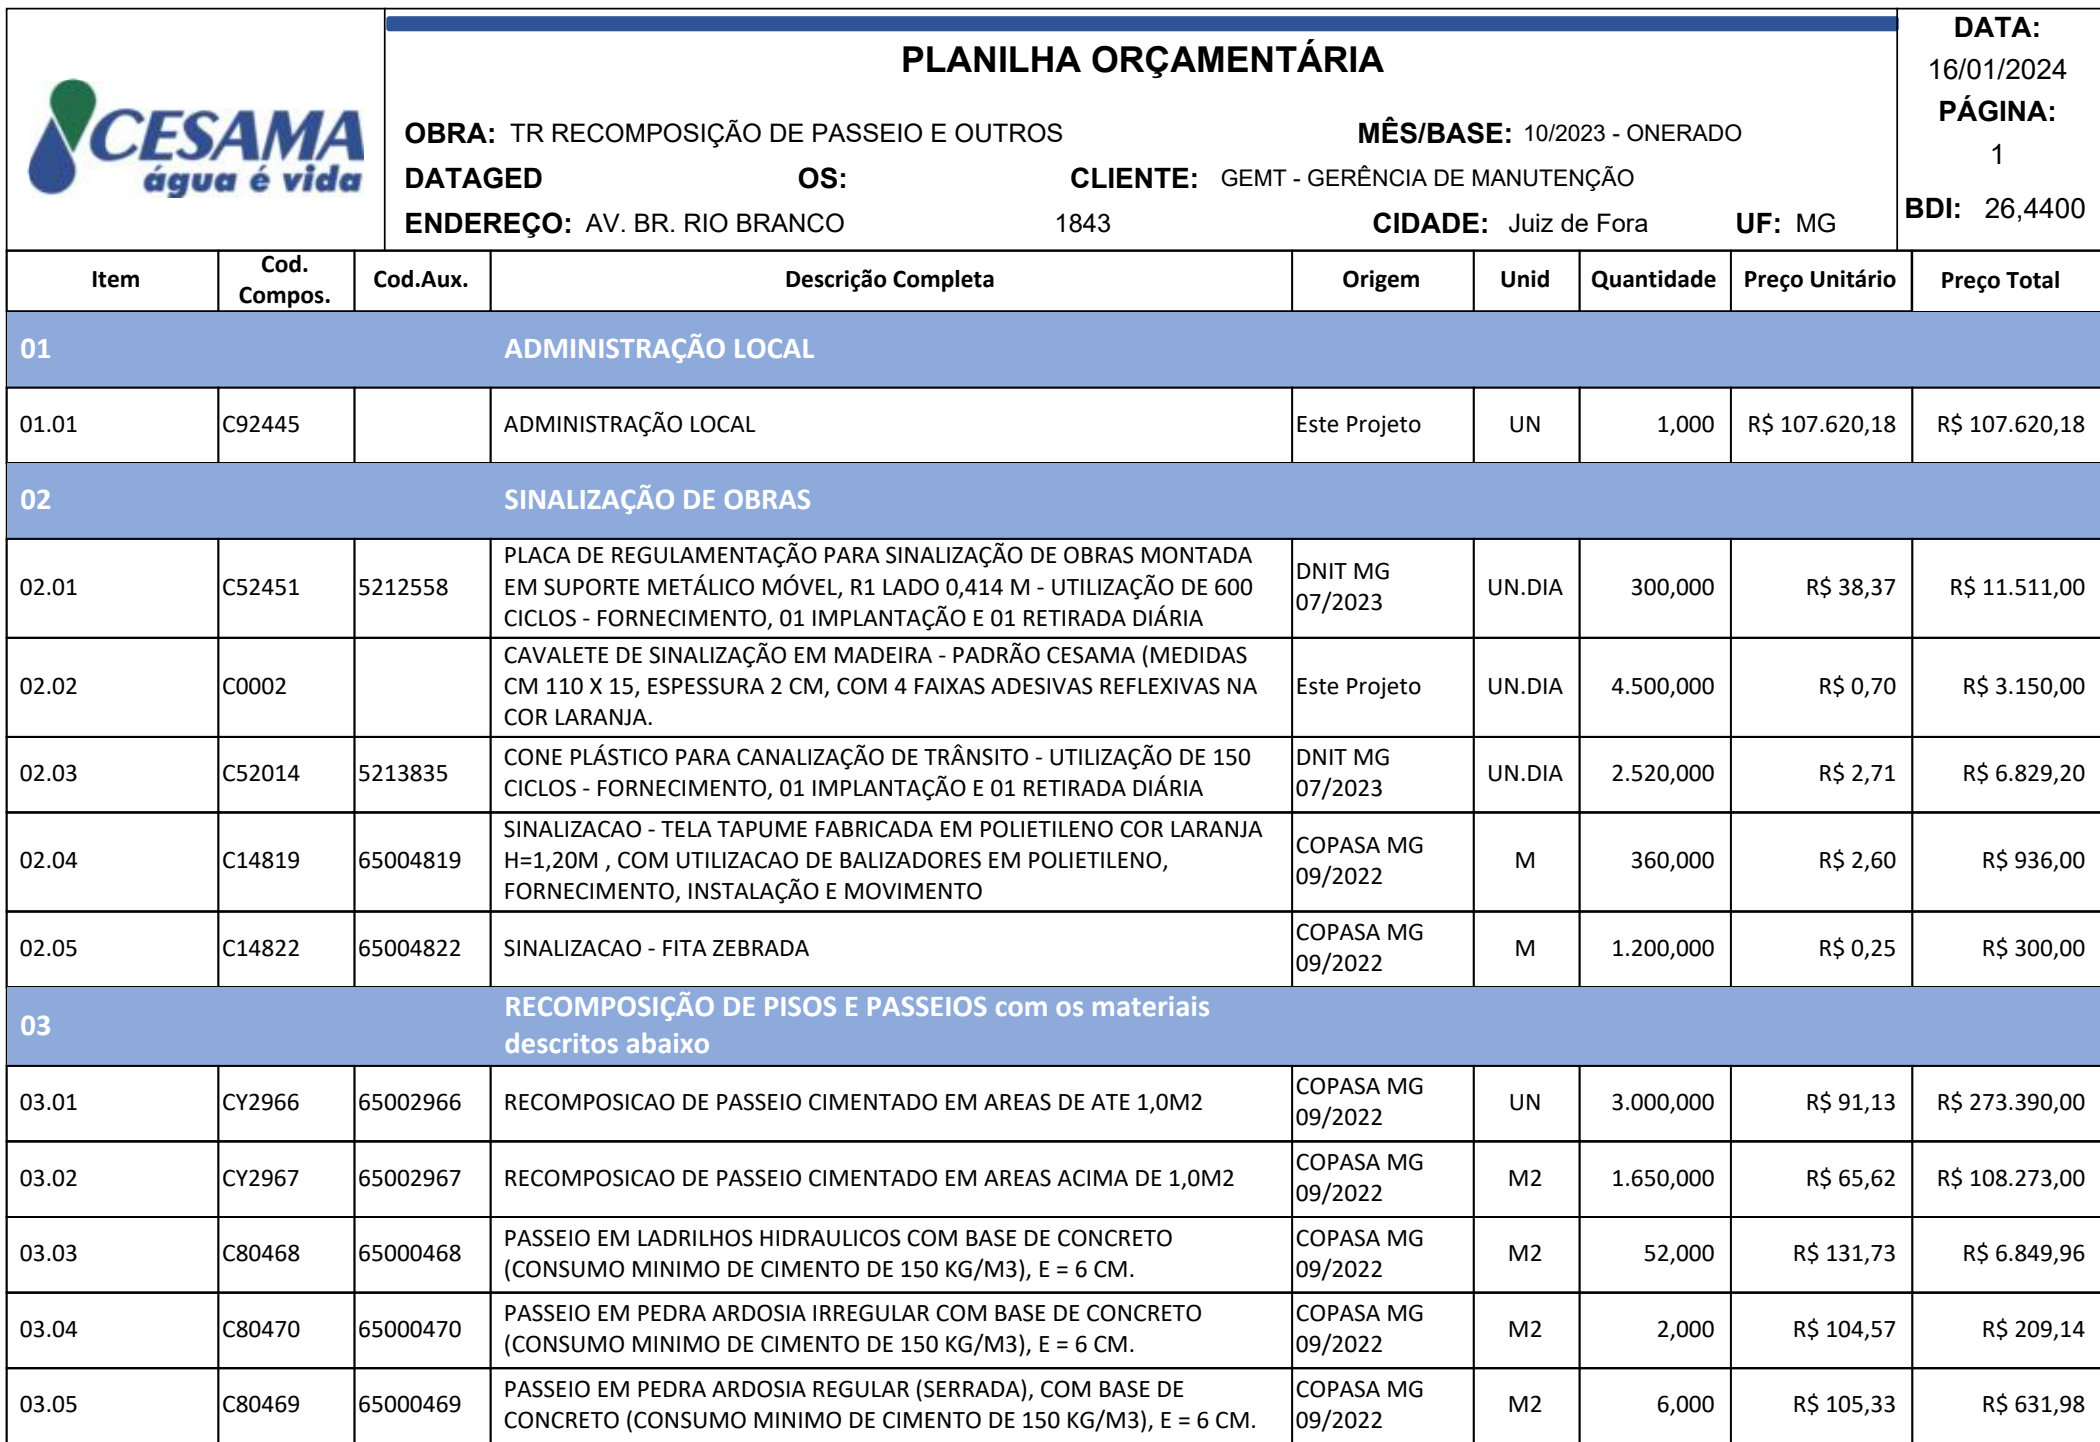 CESAMA
água é vida
PLANILHA ORÇAMENTÁRIA
OBRA: TR RECOMPOSIÇÃO DE PASSEIO E OUTROS MÊS/BASE: 10/2023 - ONERADO
DATAGED OS: CLIENTE: GEMT - GERÊNCIA DE MANUTENÇÃO
ENDEREÇO: AV. BR. RIO BRANCO 1843 CIDADE: Juiz de Fora UF: MG
DATA:
16/01/2024
PÁGINA:
1
BDI: 26,4400
Item Cod. Compos. Cod.Aux. Descrição Completa Origem Unid Quantidade Preço Unitário Preço Total
01 ADMINISTRAÇÃO LOCAL
01.01 C92445 ADMINISTRAÇÃO LOCAL Este Projeto UN 1,000 R$ 107.620,18 R$ 107.620,18
02 SINALIZAÇÃO DE OBRAS
02.01 C52451 5212558 PLACA DE REGULAMENTAÇÃO PARA SINALIZAÇÃO DE OBRAS MONTADA
EM SUPORTE METÁLICO MÓVEL, R1 LADO 0,414 M - UTILIZAÇÃO DE 600
CICLOS - FORNECIMENTO, 01 IMPLANTAÇÃO E 01 RETIRADA DIÁRIA
DNIT MG
07/2023
UN.DIA 300,000 R$ 38,37 R$ 11.511,00
02.02 C0002 CAVALETE DE SINALIZAÇÃO EM MADEIRA - PADRÃO CESAMA (MEDIDAS
CM 110 X 15, ESPESSURA 2 CM, COM 4 FAIXAS ADESIVAS REFLEXIVAS NA
COR LARANJA.
Este Projeto UN.DIA 4.500,000 R$ 0,70 R$ 3.150,00
02.03 C52014 5213835 CONE PLÁSTICO PARA CANALIZAÇÃO DE TRÂNSITO - UTILIZAÇÃO DE 150
CICLOS - FORNECIMENTO, 01 IMPLANTAÇÃO E 01 RETIRADA DIÁRIA
DNIT MG
07/2023
UN.DIA 2.520,000 R$ 2,71 R$ 6.829,20
02.04 C14819 65004819 SINALIZACAO - TELA TAPUME FABRICADA EM POLIETILENO COR LARANJA
H=1,20M , COM UTILIZACAO DE BALIZADORES EM POLIETILENO,
FORNECIMENTO, INSTALAÇÃO E MOVIMENTO
COPASA MG
09/2022
M 360,000 R$ 2,60 R$ 936,00
02.05 C14822 65004822 SINALIZACAO - FITA ZEBRADA
COPASA MG
09/2022
M 1.200,000 R$ 0,25 R$ 300,00
03 RECOMPOSIÇÃO DE PISOS E PASSEIOS com os materiais
descritos abaixo
03.01 CY2966 65002966 RECOMPOSICAO DE PASSEIO CIMENTADO EM AREAS DE ATE 1,0M2
COPASA MG
09/2022
UN 3.000,000 R$ 91,13 R$ 273.390,00
03.02 CY2967 65002967 RECOMPOSICAO DE PASSEIO CIMENTADO EM AREAS ACIMA DE 1,0M2
COPASA MG
09/2022
M2 1.650,000 R$ 65,62 R$ 108.273,00
03.03 C80468 65000468 PASSEIO EM LADRILHOS HIDRAULICOS COM BASE DE CONCRETO
(CONSUMO MINIMO DE CIMENTO DE 150 KG/M3), E = 6 CM.
COPASA MG
09/2022
M2 52,000 R$ 131,73 R$ 6.849,96
03.04 C80470 65000470 PASSEIO EM PEDRA ARDOSIA IRREGULAR COM BASE DE CONCRETO
(CONSUMO MINIMO DE CIMENTO DE 150 KG/M3), E = 6 CM.
COPASA MG
09/2022
M2 2,000 R$ 104,57 R$ 209,14
03.05 C80469 65000469 PASSEIO EM PEDRA ARDOSIA REGULAR (SERRADA), COM BASE DE
CONCRETO (CONSUMO MINIMO DE CIMENTO DE 150 KG/M3), E = 6 CM.
COPASA MG
09/2022
M2 6,000 R$ 105,33 R$ 631,98